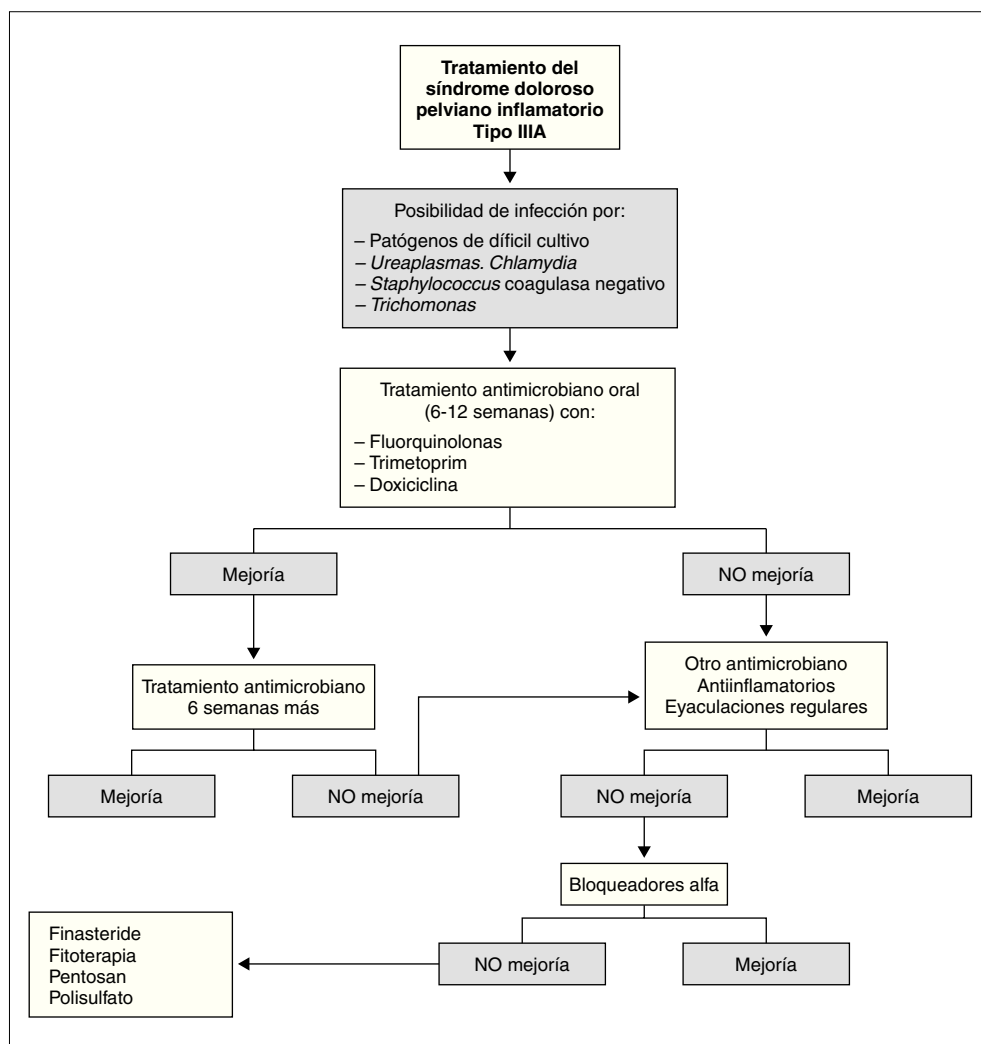 Tratamiento del
síndrome doloroso
pelviano inflamatorio
Tipo IIIA
Posibilidad de infección por:
– Patógenos de díficil cultivo
– Ureaplasmas. Chlamydia
– Staphylococcus coagulasa negativo
– Trichomonas
Tratamiento antimicrobiano oral
(6-12 semanas) con:
– Fluorquinolonas
– Trimetoprim
– Doxiciclina
Mejoría
NO mejoría
Tratamiento antimicrobiano
6 semanas más
Otro antimicrobiano
Antiinflamatorios
Eyaculaciones regulares
Mejoría
NO mejoría
NO mejoría
Mejoría
Bloqueadores alfa
NO mejoría
Mejoría
Finasteride
Fitoterapia
Pentosan
Polisulfato